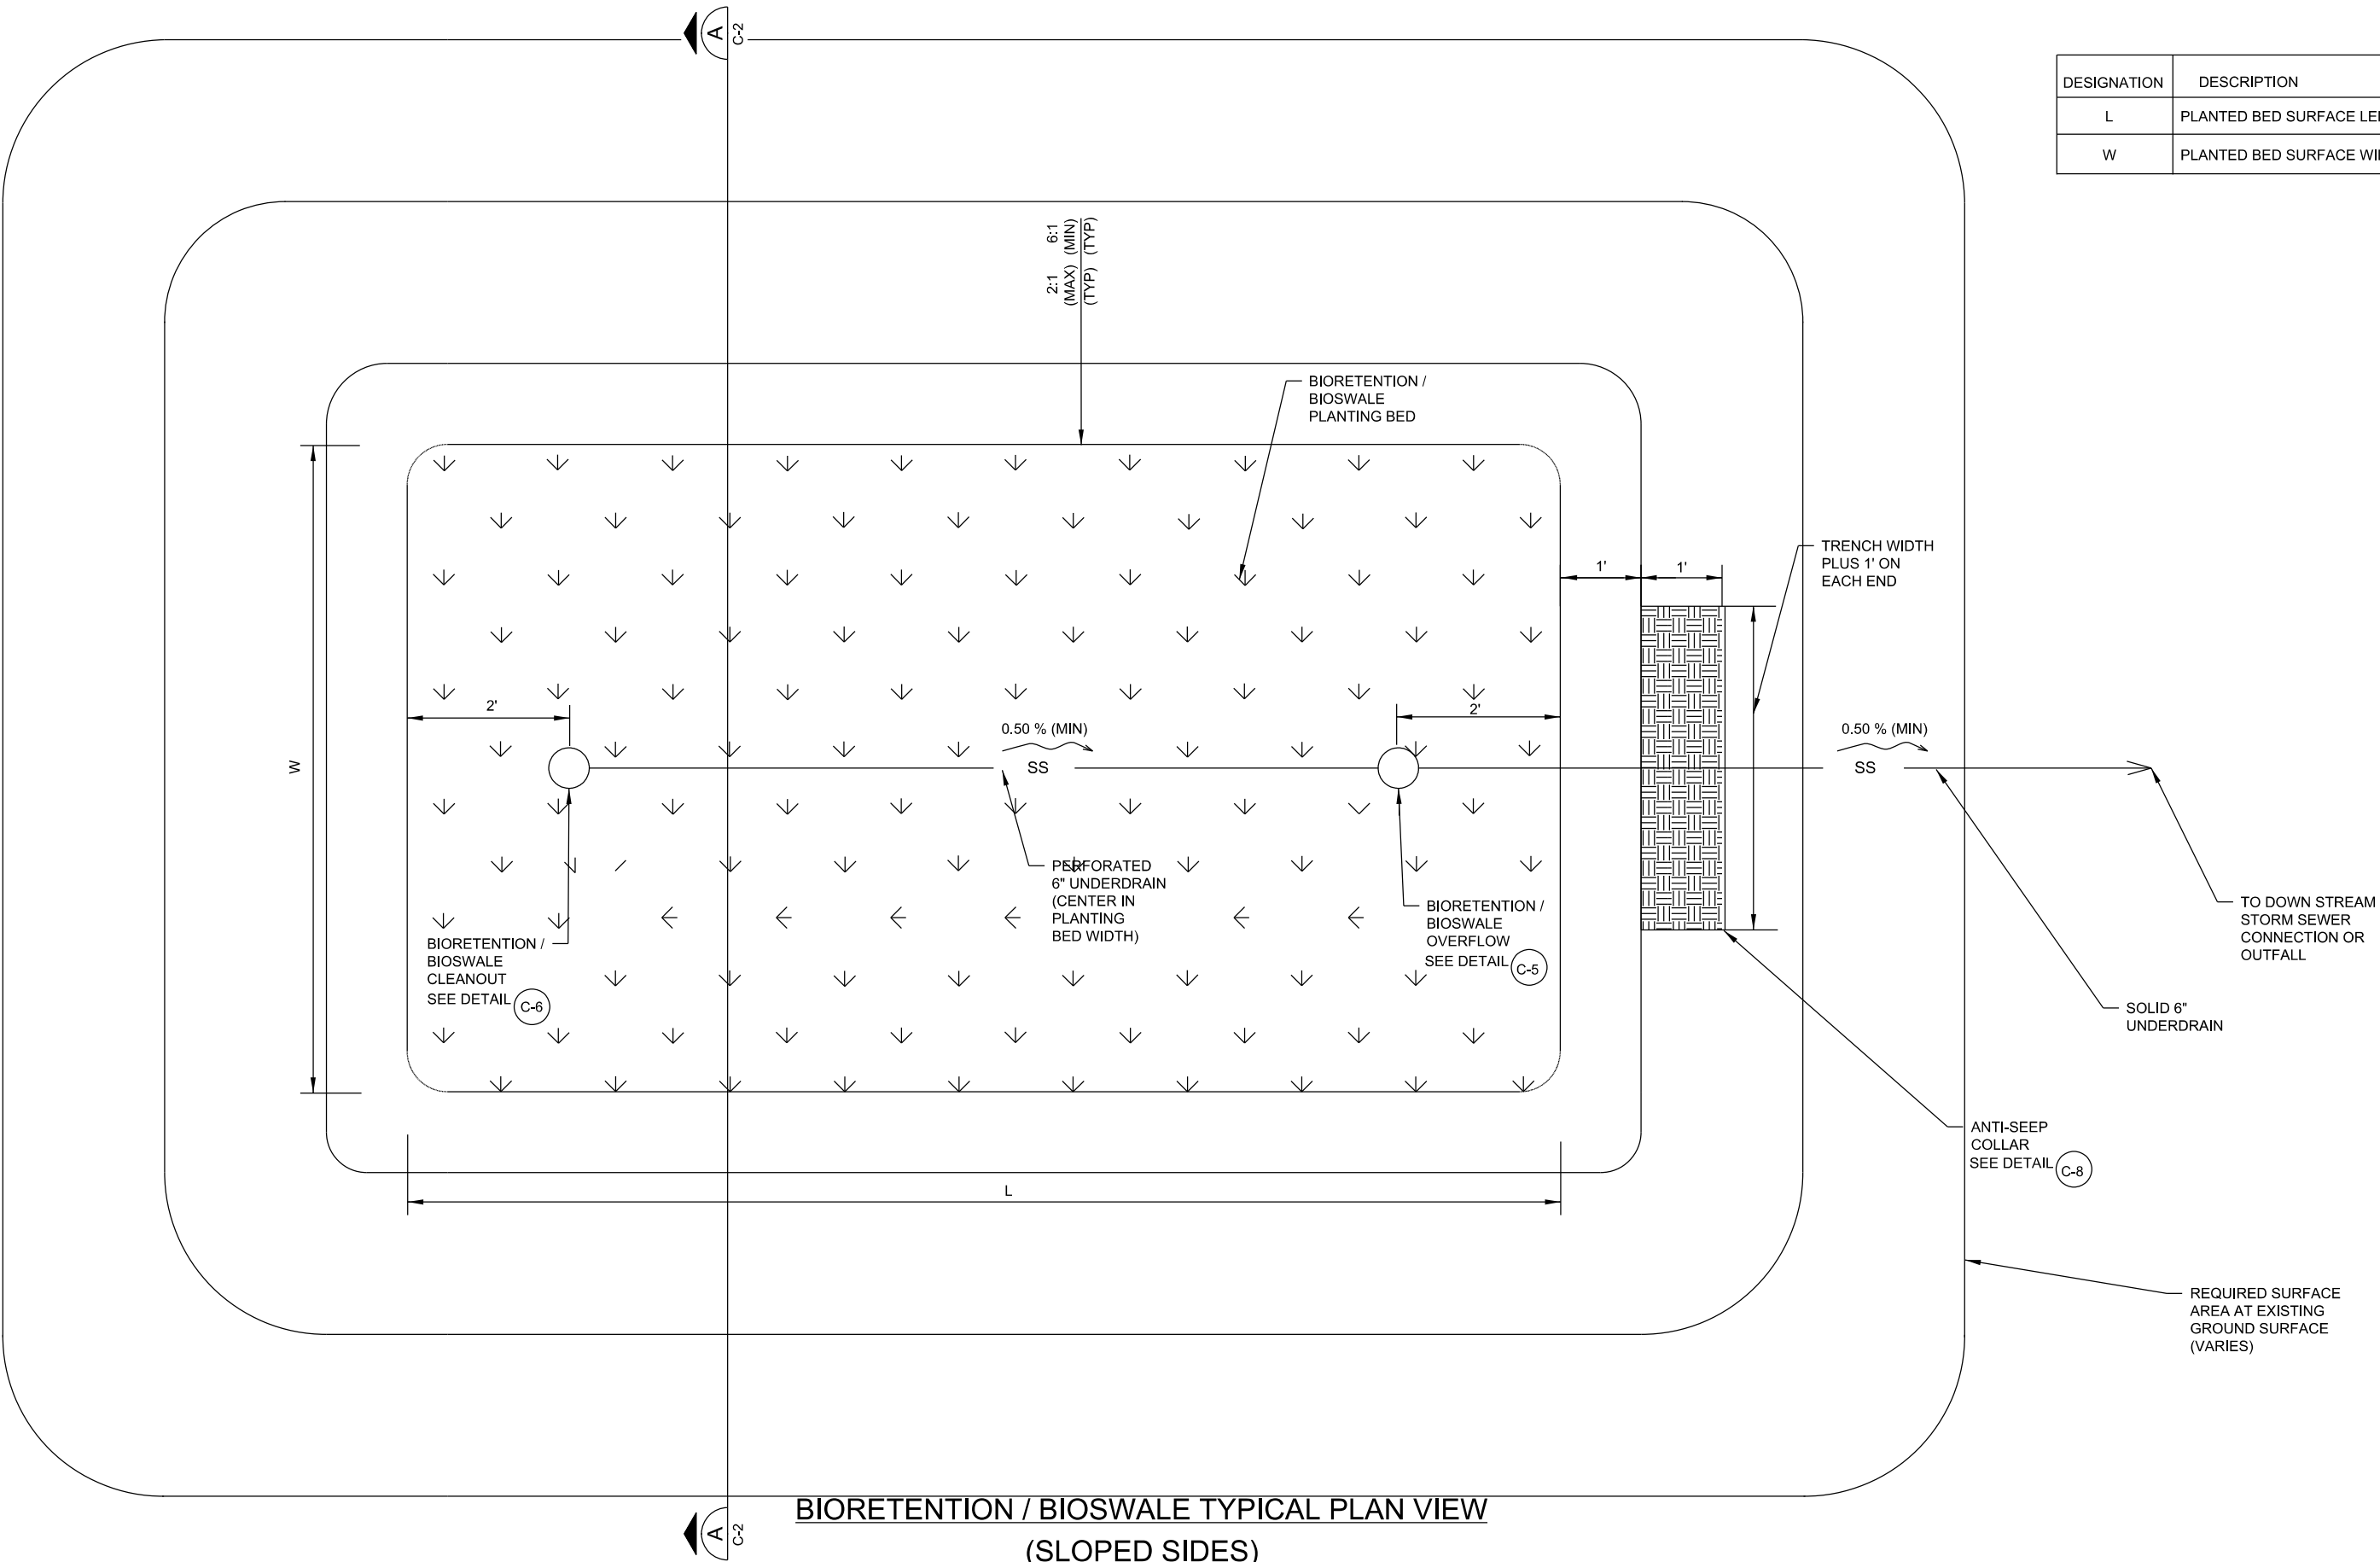 A
C-2
DESIGNATION DESCRIPTION
L PLANTED BED SURFACE
W PLANTED BED SURFACE
2:1 6:1
(MAX) (MIN)
(TYP) (TYP)
BIORETENTION /
BIOSWALE
PLANTING BED
TRENCH WIDTH
PLUS 1' ON
EACH END
1' 1'
2'
2'
W
0.50 % (MIN)
SS
0.50 % (MIN)
SS
PERFORATED
6" UNDERDRAIN
(CENTER IN
PLANTING
BED WIDTH)
BIORETENTION /
BIOSWALE
OVERFLOW
SEE DETAIL C-5
BIORETENTION /
BIOSWALE
CLEANOUT
SEE DETAIL C-6
TO DOWN STREAM
STORM SEWER
CONNECTION OR
OUTFALL
SOLID 6"
UNDERDRAIN
ANTI-SEEP
COLLAR
SEE DETAIL C-8
L
REQUIRED SURFACE
AREA AT EXISTING
GROUND SURFACE
(VARIES)
A
C-2
BIORETENTION / BIOSWALE TYPICAL PLAN VIEW
(SLOPED SIDES)